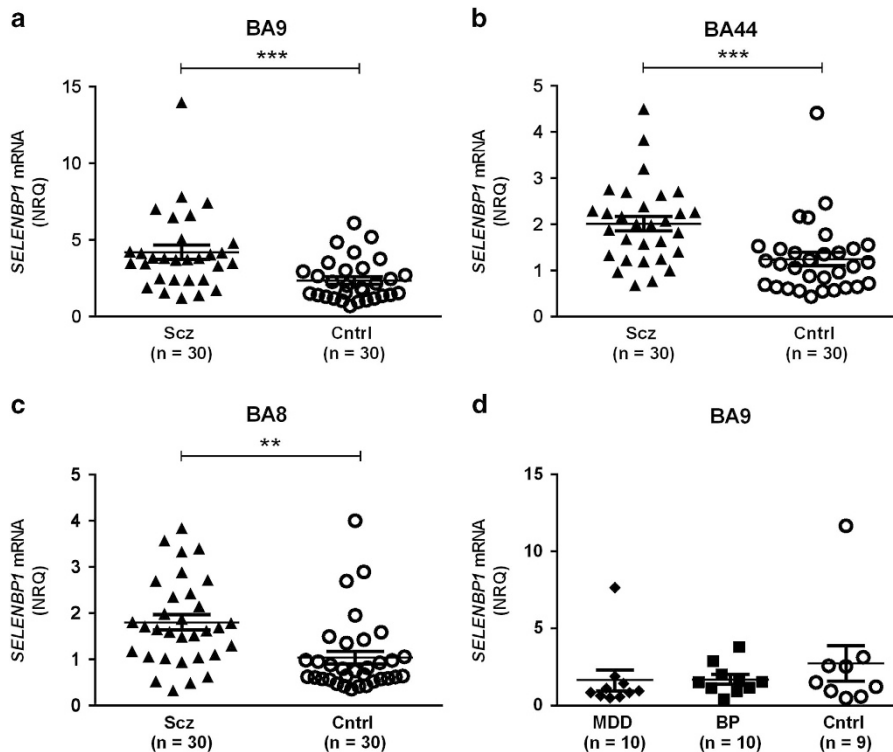 a
BA9
***
SELENBP1 mRNA
(NRQ)
15
10
5
0
Scz
(n = 30)
Cntrl
(n = 30)
b
BA44
***
SELENBP1 mRNA
(NRQ)
5
4
3
2
1
0
Scz
(n = 30)
Cntrl
(n = 30)
c
BA8
**
SELENBP1 mRNA
(NRQ)
5
4
3
2
1
0
Scz
(n = 30)
Cntrl
(n = 30)
d
BA9
SELENBP1 mRNA
(NRQ)
15
10
5
0
MDD
(n = 10)
BP
(n = 10)
Cntrl
(n = 9)